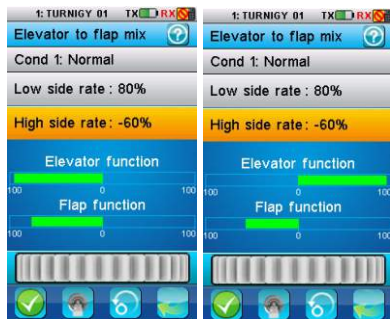 1: TURNIGY 01 TX RX
Elevator to flap mix
Cond 1: Normal
Low side rate : 80%
High side rate: -60%
Elevator function
100 0 100
Flap function
100 0 100
1: TURNIGY 01 TX RX
Elevator to flap mix
Cond 1: Normal
Low side rate : 80%
High side rate: -60%
Elevator function
100 0 100
Flap function
100 0 100